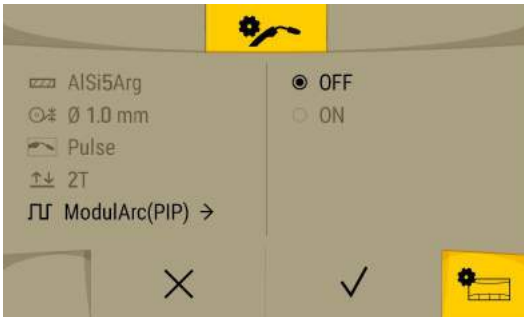 AlSi5Arg
Ø 1.0 mm
Pulse
2T
ModulArc(PIP) →
OFF
ON